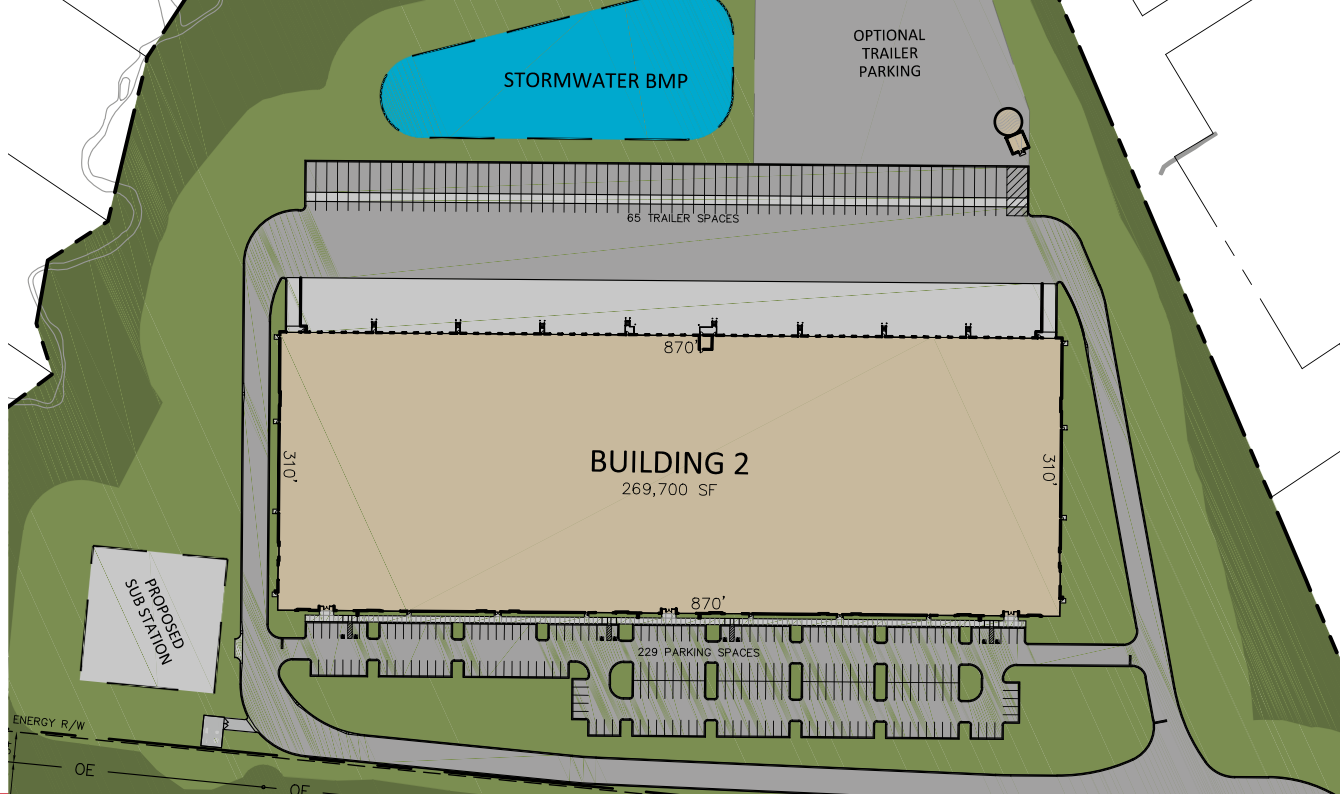 OPTIONAL
TRAILER
PARKING
STORMWATER BMP
65 TRAILER SPACES
870'
310'
310'
BUILDING 2
269,700 SF
870'
229 PARKING SPACES
PROPOSED
SUB STATION
ENERGY R/W
OE
OE